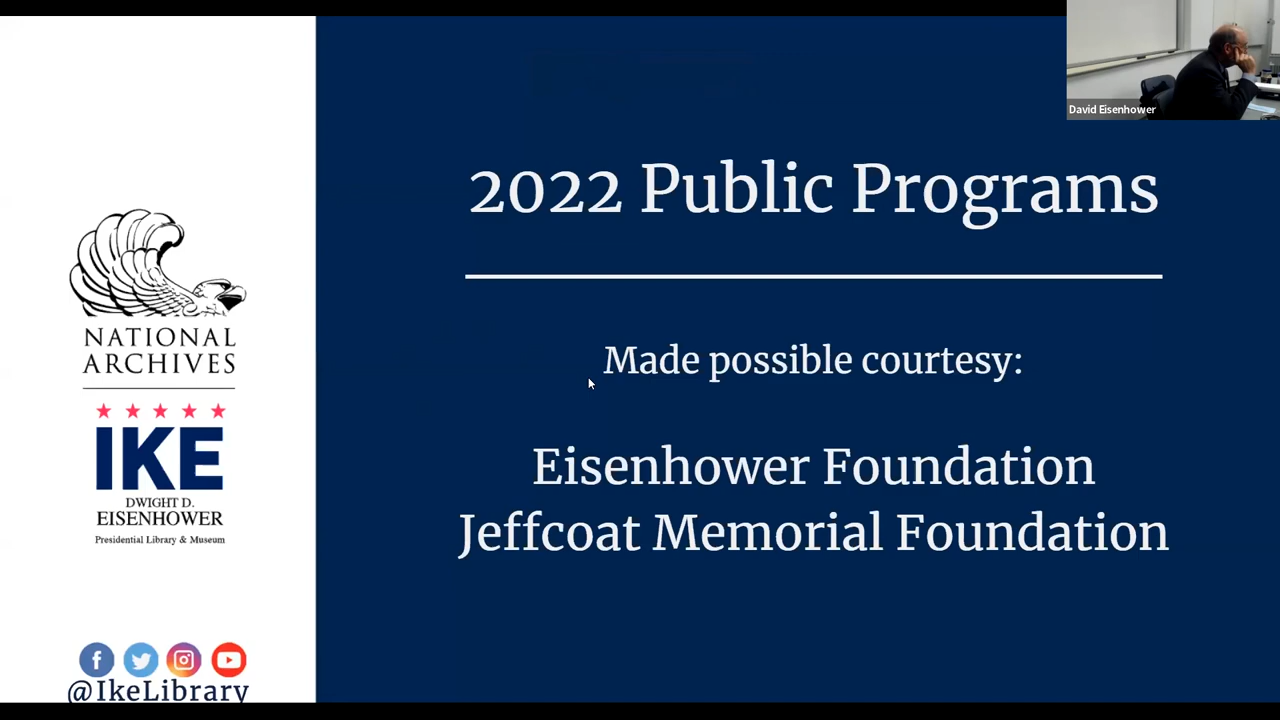 David Eisenhower
2022 Public Programs
Made possible courtesy:
Eisenhower Foundation
Jeffcoat Memorial Foundation
NATIONAL
ARCHIVES
IKE
DWIGHT D.
EISENHOWER
Presidential Library & Museum
@IkeLibrary